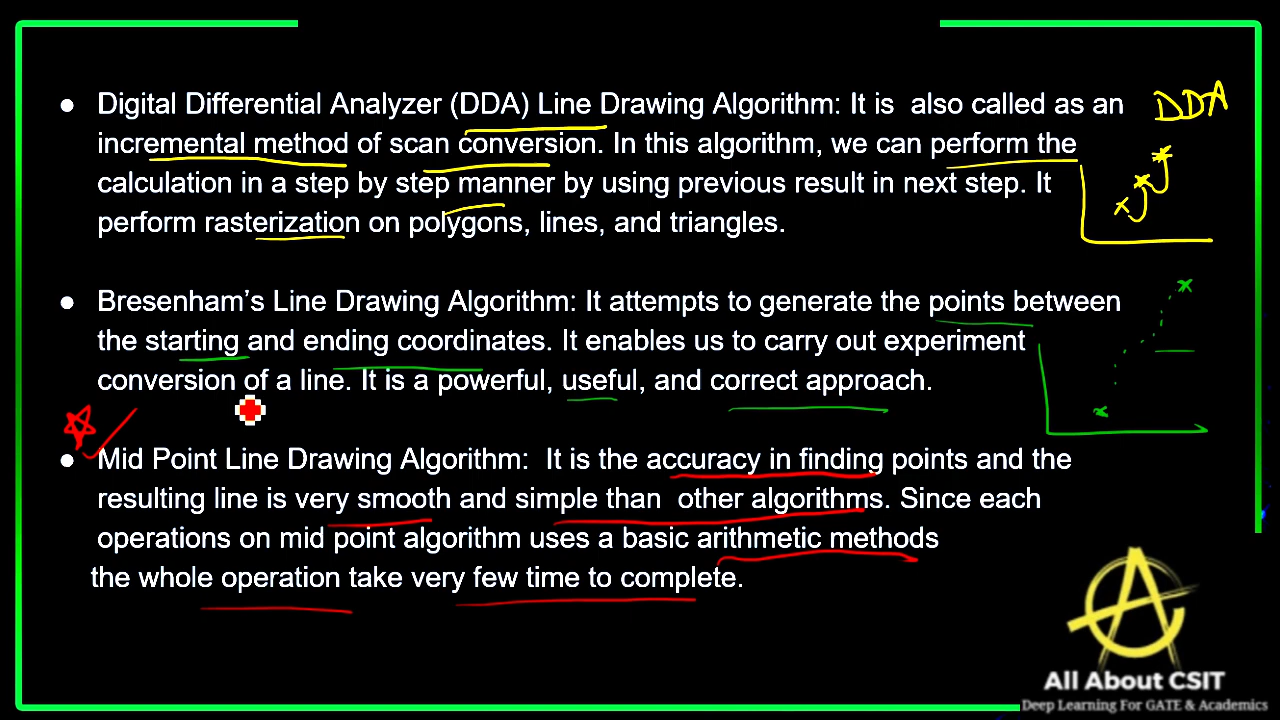 ● Digital Differential Analyzer (DDA) Line Drawing Algorithm: It is also called as an
DDA
incremental method of scan conversion. In this algorithm, we can perform the
calculation in a step by step manner by using previous result in next step. It
perform rasterization on polygons, lines, and triangles.
● Bresenham's Line Drawing Algorithm: It attempts to generate the points between
the starting and ending coordinates. It enables us to carry out experiment
conversion of a line. It is a powerful, useful, and correct approach.
● Mid Point Line Drawing Algorithm: It is the accuracy in finding points and the
resulting line is very smooth and simple than other algorithms. Since each
operations on mid point algorithm uses a basic arithmetic methods
the whole operation take very few time to complete.
All About CSIT
Deep Learning For GATE & Academics